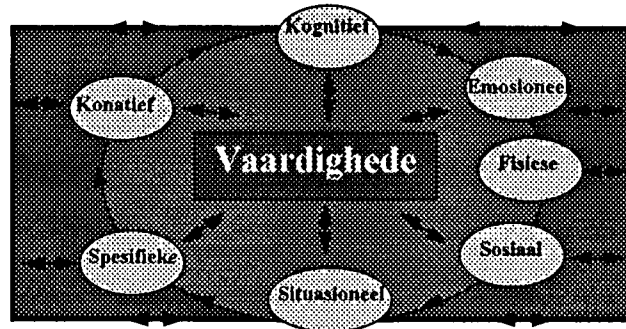 Kognitief
Emosioneel
Konatief
Vaardighede
Fisiese
Spesifieke
Sosiaal
Situasioneel